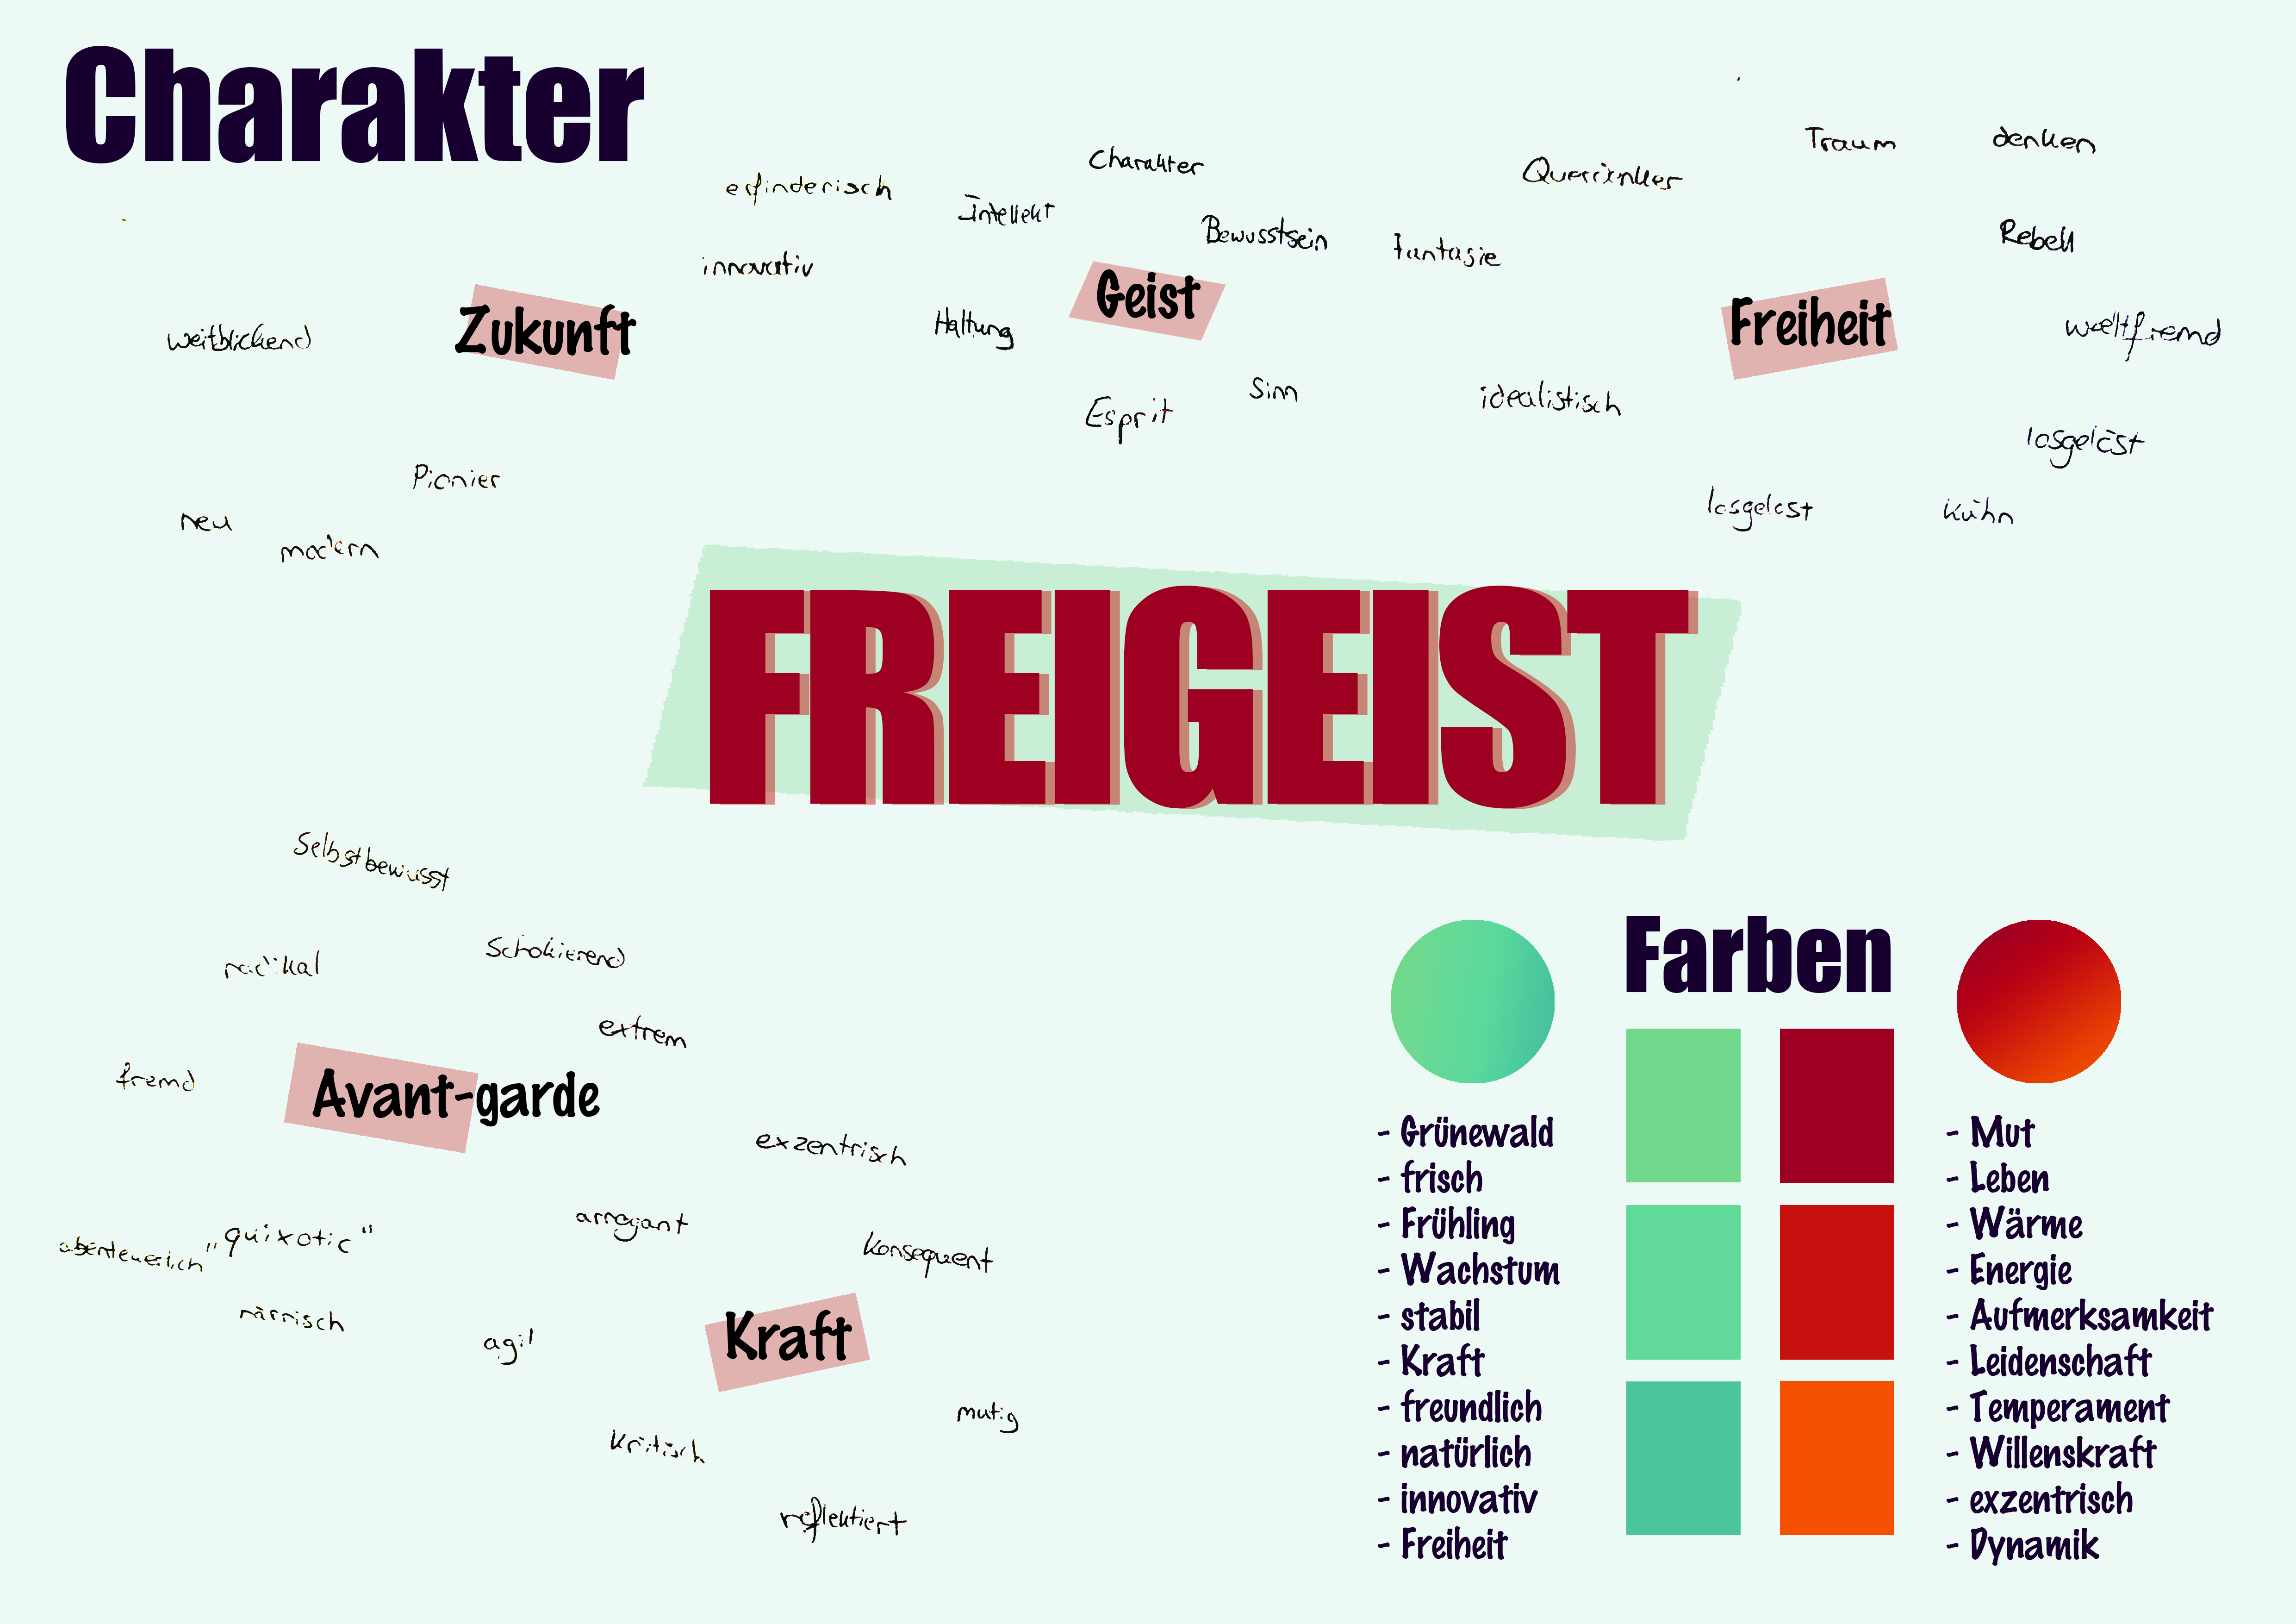 Charakter
erfinderisch
innovativ
Zukunft
weitblickend
Pionier
neu
modern
Charakter
Intellekt
Bewusstsein
Geist
Haltung
Esprit
Sinn
Fantasie
Querdenker
Traum
denken
Rebell
Freiheit
weltfremd
idealistisch
losgelöst
losgelöst
kühn
FREIGEIST
Selbstbewusst
radikal
Schokierend
extrem
fremd
Avant-garde
exzentrisch
abenteuerlich
"quixotic"
närrisch
arrogant
Konsequent
agil
Kraft
mutig
kritisch
reflektiert
Farben
- Grünewald
- frisch
- Frühling
- Wachstum
- stabil
- Kraft
- freundlich
- natürlich
- innovativ
- Freiheit
- Mut
- Leben
- Wärme
- Energie
- Aufmerksamkeit
- Leidenschaft
- Temperament
- Willenskraft
- exzentrisch
- Dynamik